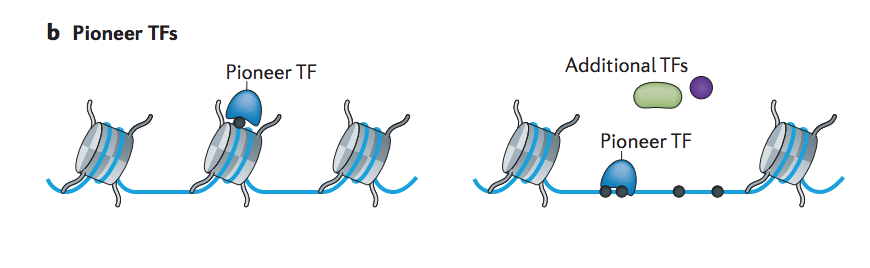 b Pioneer TFs
Pioneer TF
Additional TFs
Pioneer TF